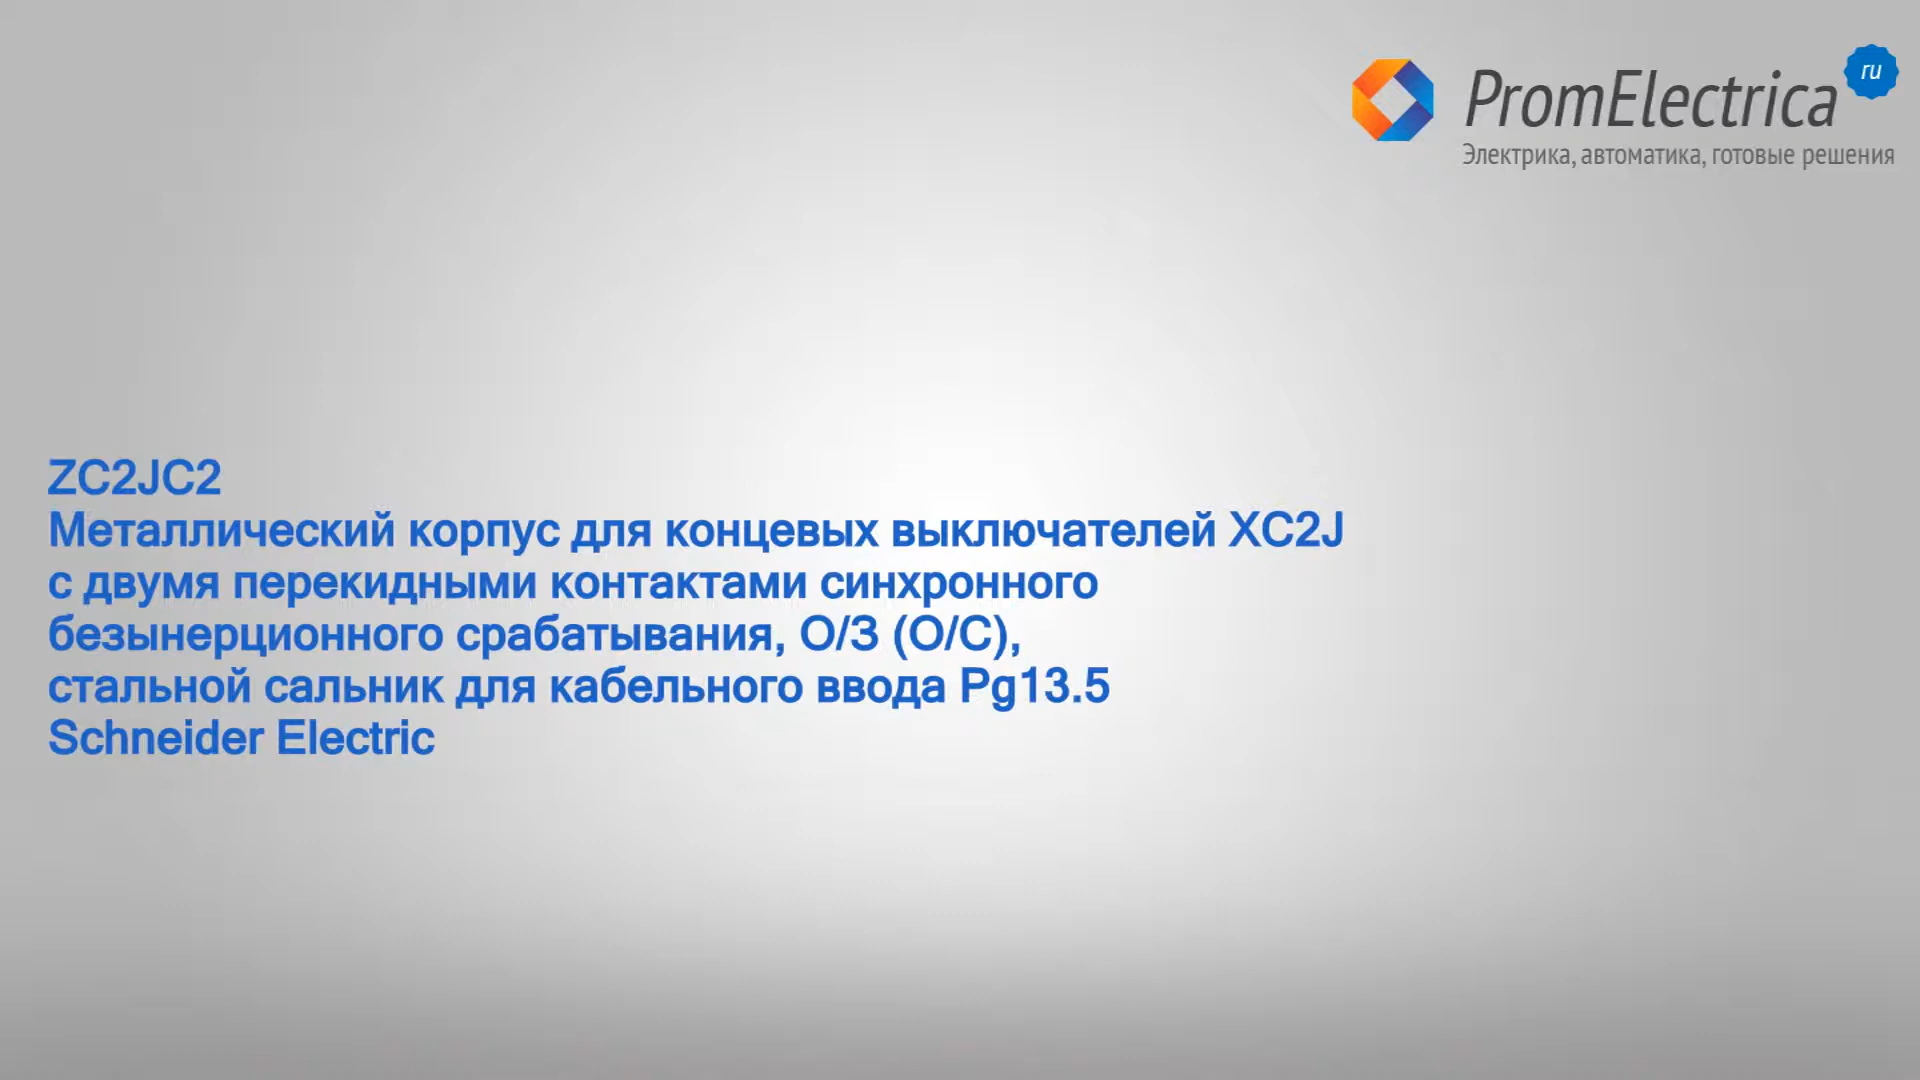 PromElectrica ru
Электрика, автоматика, готовые решения
ZC2JC2
Металлический корпус для концевых выключателей XC2J
с двумя перекидными контактами синхронного
безынерционного срабатывания, О/З (O/C),
стальной сальник для кабельного ввода Pg13.5
Schneider Electric